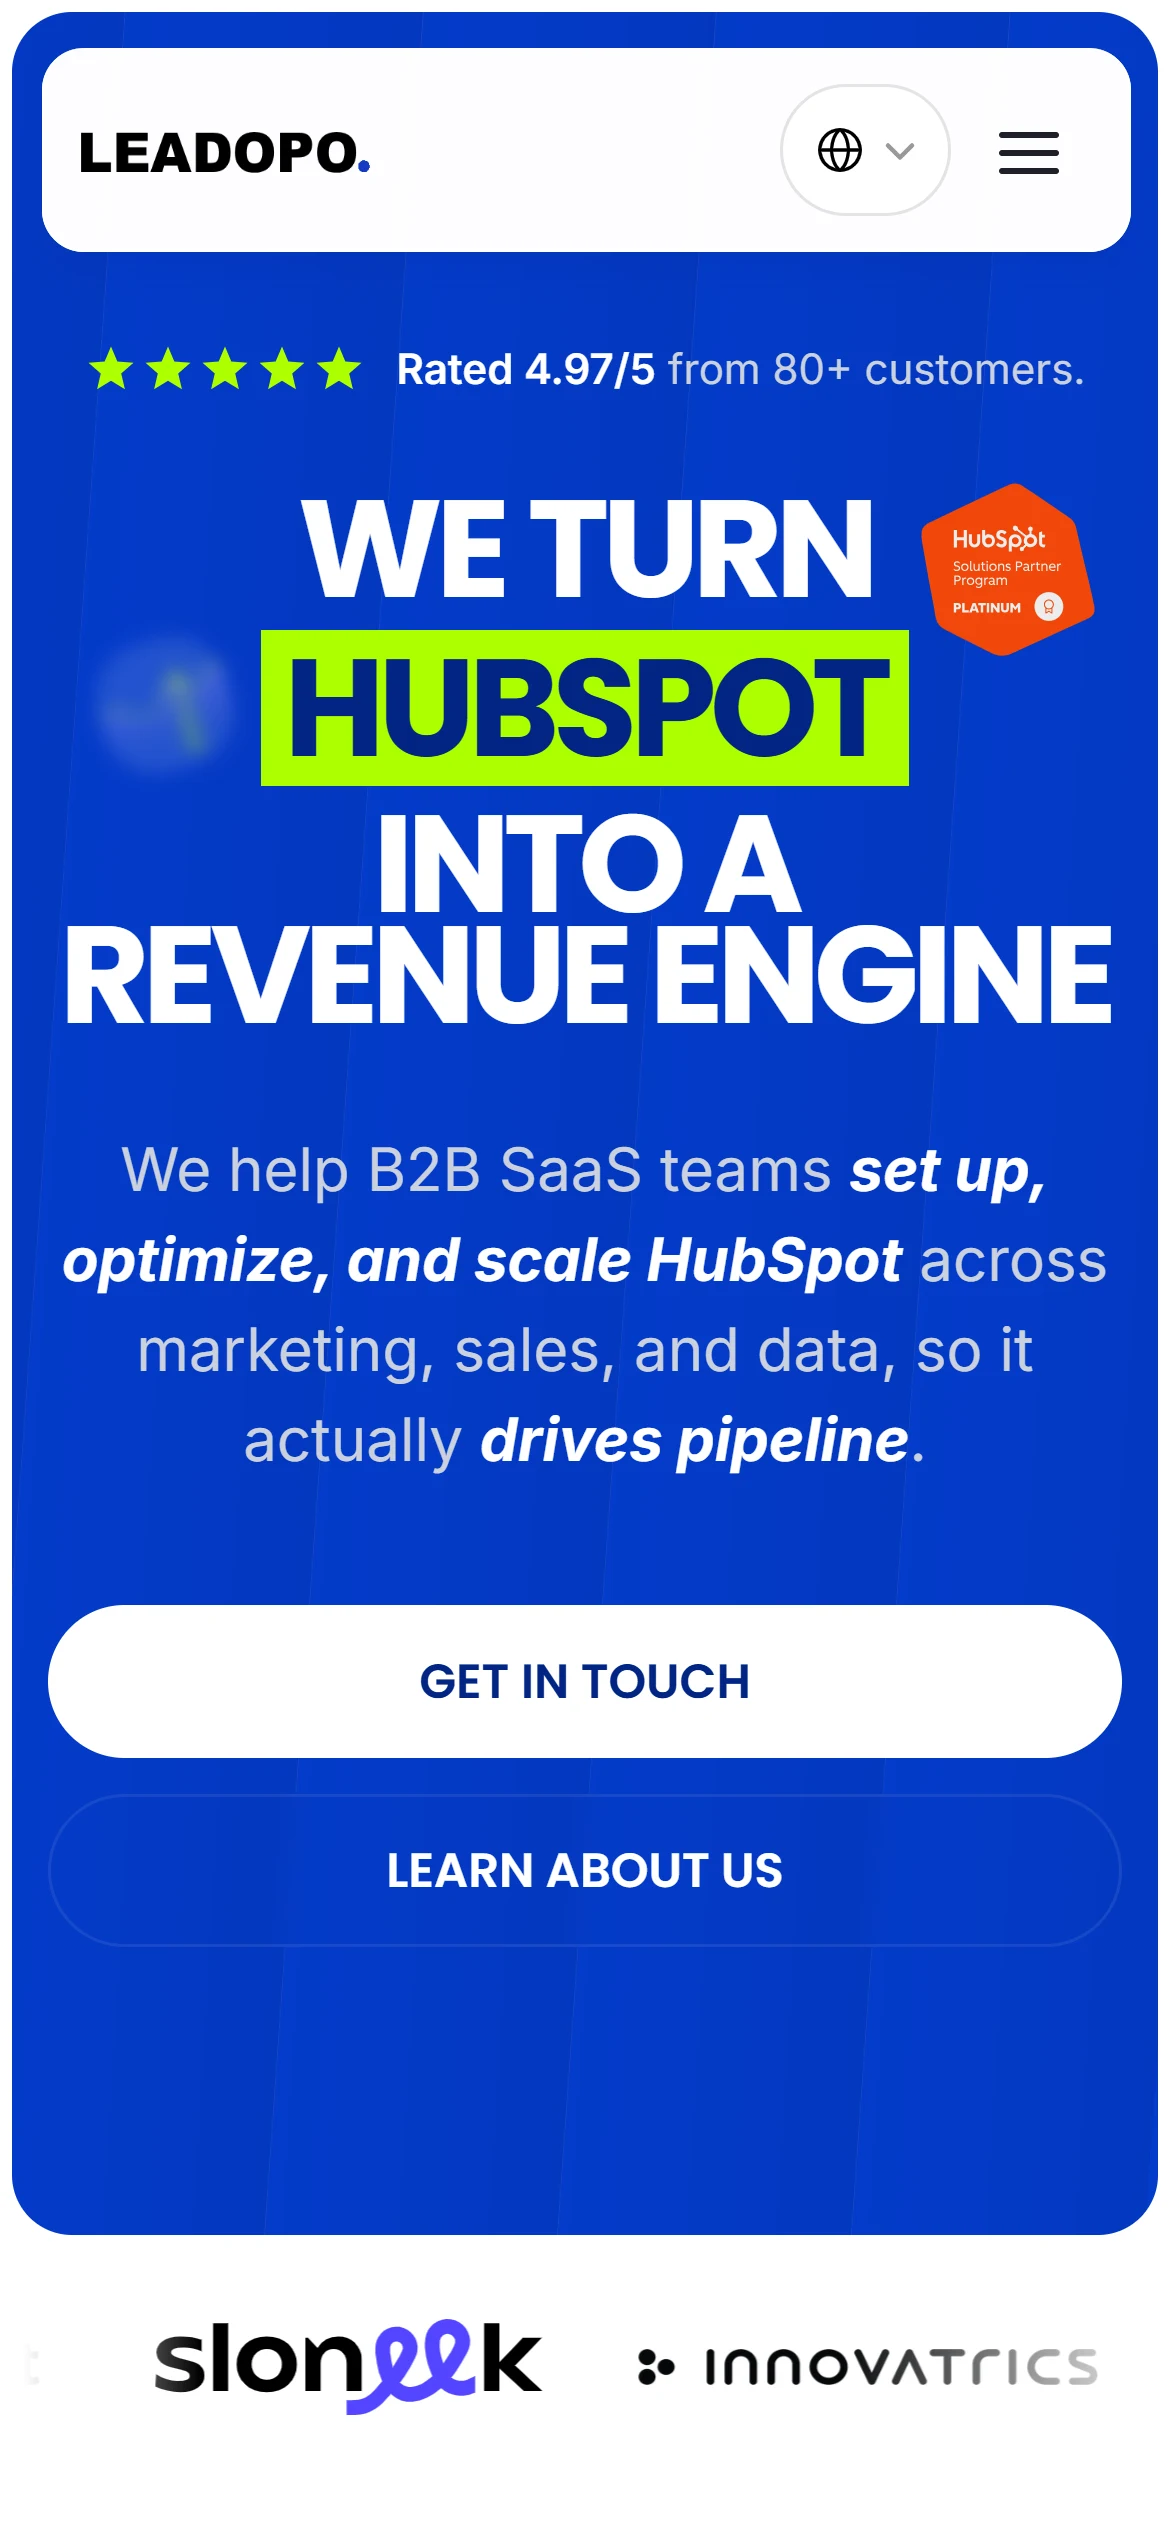 LEADOPO.
Rated 4.97/5 from 80+ customers.
WE TURN
HubSpot
Solutions Partner
Program
PLATINUM
HUBSPOT
INTO A
REVENUE ENGINE
We help B2B SaaS teams set up,
optimize, and scale HubSpot across
marketing, sales, and data, so it
actually drives pipeline.
GET IN TOUCH
LEARN ABOUT US
sloneek
INNOVATRICS